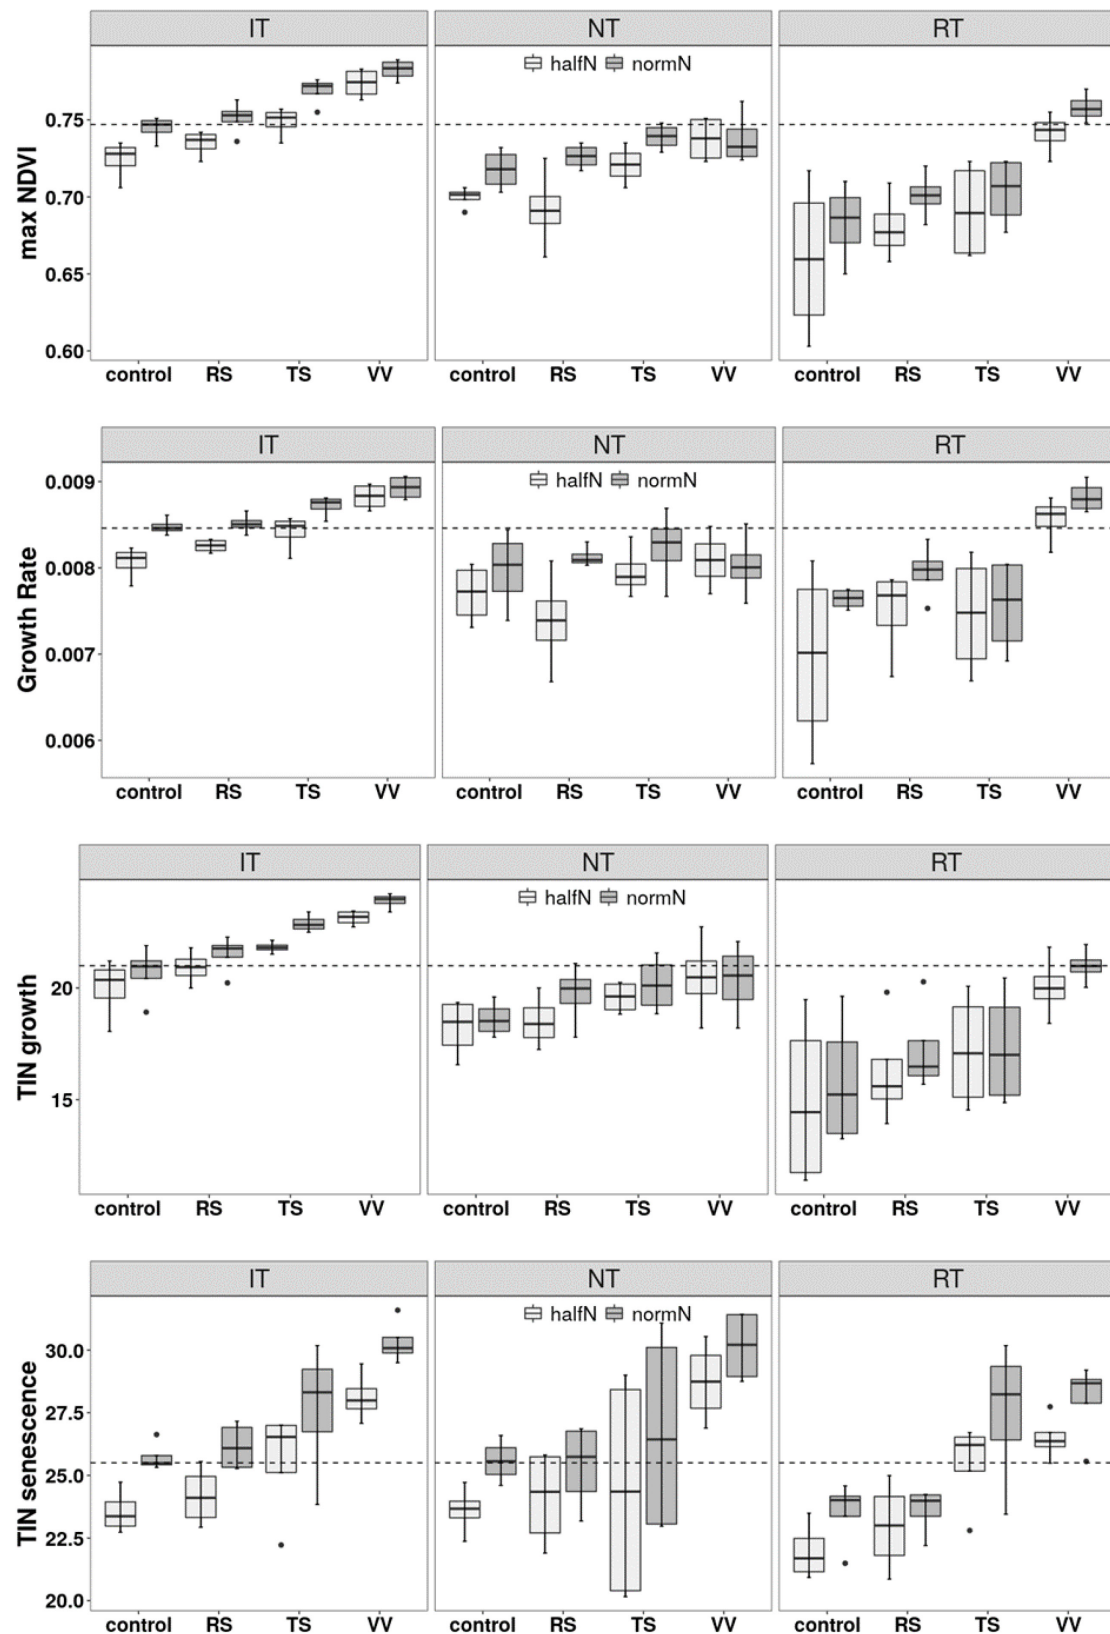 IT NT RT
halfN normN
max NDVI
0.75
0.70
0.65
0.60
control RS TS VV control RS TS VV control RS TS VV
IT NT RT
halfN normN
Growth Rate
0.009
0.008
0.007
0.006
control RS TS VV control RS TS VV control RS TS VV
IT NT RT
halfN normN
TIN growth
20
15
control RS TS VV control RS TS VV control RS TS VV
IT NT RT
halfN normN
TIN senescence
30.0
27.5
25.0
22.5
20.0
control RS TS VV control RS TS VV control RS TS VV